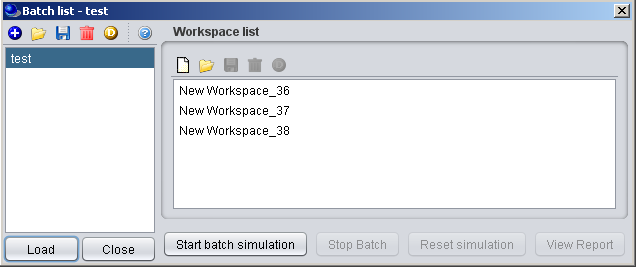 Batch list - test
Workspace list
test
New Workspace_36
New Workspace_37
New Workspace_38
Load Close Start batch simulation Stop Batch Reset simulation View Report